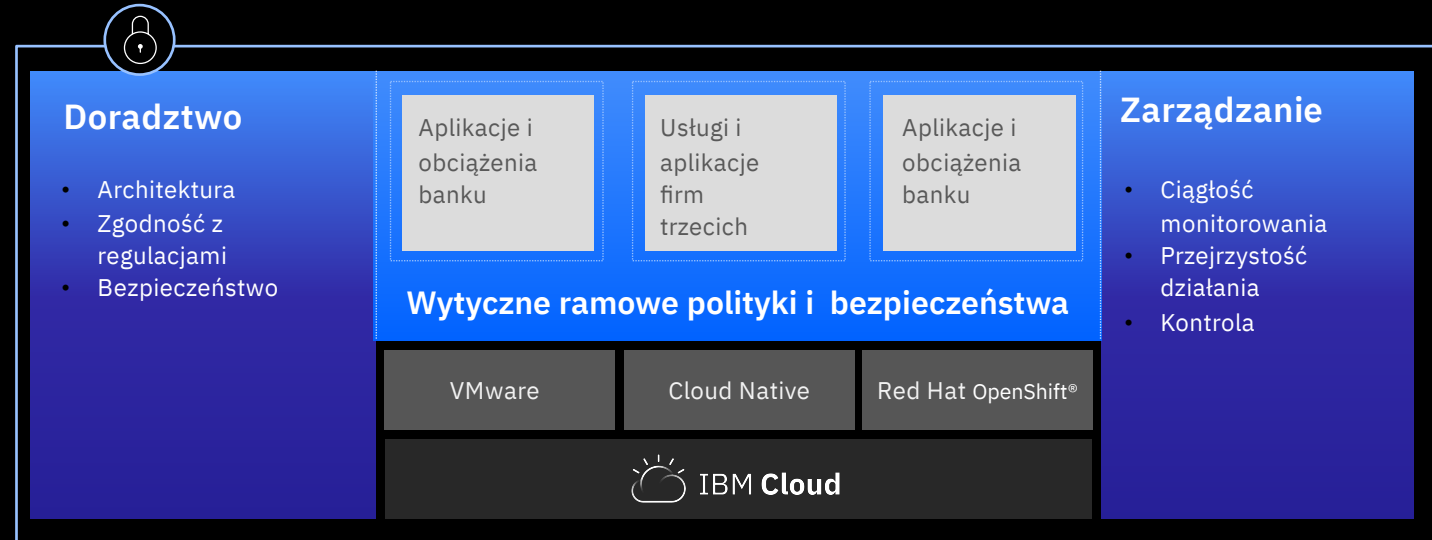 Doradztwo
• Architektura
• Zgodność z
regulacjami
• Bezpieczeństwo
Aplikacje i
obciążenia
banku
Usługi i
aplikacje
firm
trzecich
Aplikacje i
obciążenia
banku
Wytyczne ramowe polityki i  bezpieczeństwa
VMware
Cloud Native
Red Hat OpenShift®
IBM Cloud
Zarządzanie
• Ciągłość
monitorowania
• Przejrzystość
działania
• Kontrola